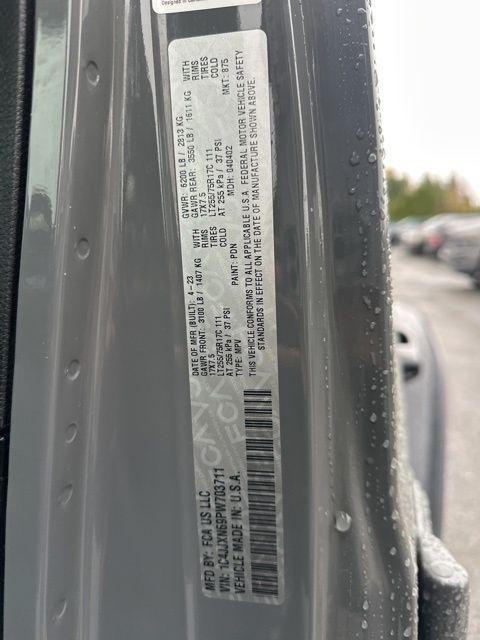 MFD BY: FCA US LLC
DATE OF MFR (BUILT): 4-23
GVWR: 6200 LB / 2813 KG
GAWR FRONT: 3100 LB / 1407 KG WITH
17X7.5 RIMS
LT255/75R17C 111 TIRES
AT 255 kPa / 37 PSI COLD
GAWR REAR: 3550 LB / 1611 KG WITH
17X7.5 RIMS
LT255/75R17C 111 TIRES
AT 255 kPa / 37 PSI COLD
VIN: 1C4JJXN69PW703711
TYPE: MPV PAINT: PDN MDH: 040402 MKT: 875
VEHICLE MADE IN: U.S.A.
THIS VEHICLE CONFORMS TO ALL APPLICABLE U.S.A. FEDERAL MOTOR VEHICLE SAFETY
STANDARDS IN EFFECT ON THE DATE OF MANUFACTURE SHOWN ABOVE.